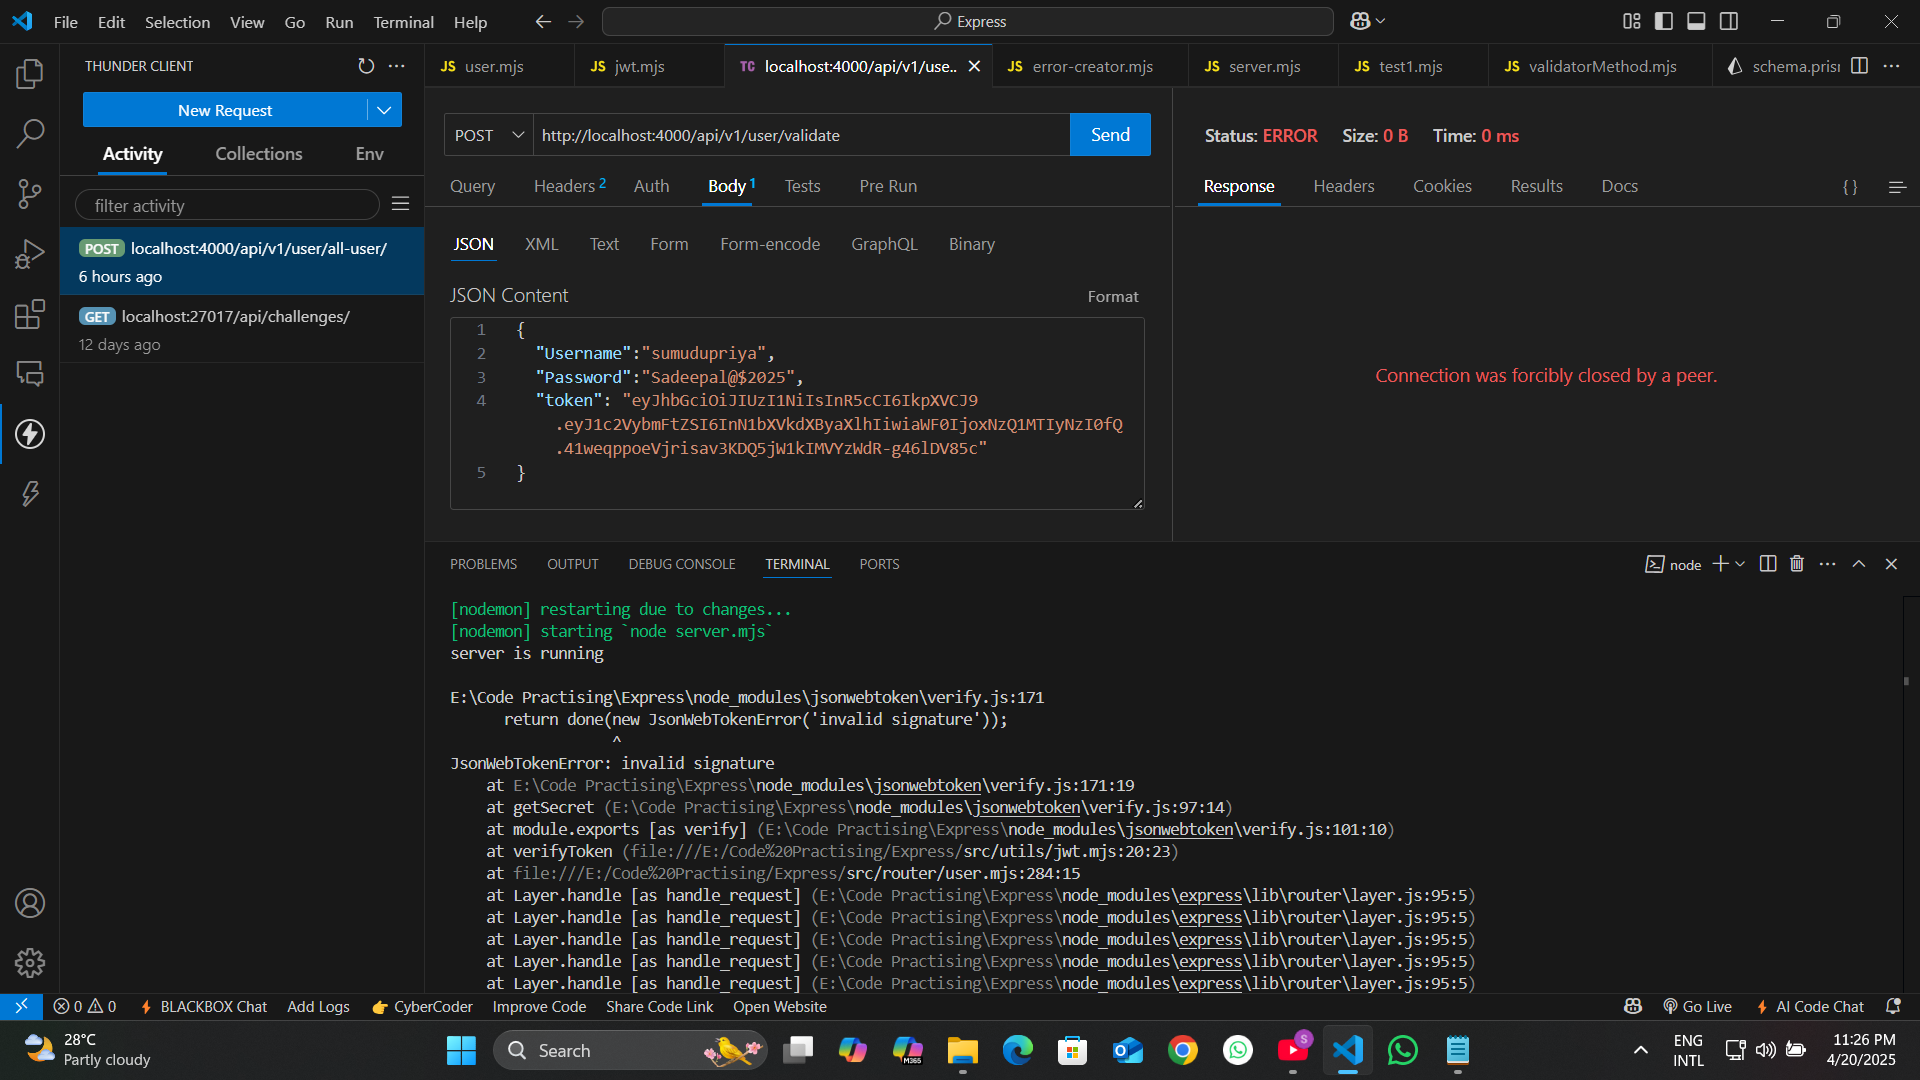 File Edit Selection View Go Run Terminal Help
Express
THUNDER CLIENT
New Request
Activity Collections Env
filter activity
POST localhost:4000/api/v1/user/all-user/
6 hours ago
GET localhost:27017/api/challenges/
12 days ago
JS user.mjs
JS jwt.mjs
TC localhost:4000/api/v1/use..
JS error-creator.mjs
JS server.mjs
JS test1.mjs
JS validatorMethod.mjs
schema.prisr
POST http://localhost:4000/api/v1/user/validate Send
Query Headers 2 Auth Body 1 Tests Pre Run
JSON XML Text Form Form-encode GraphQL Binary
JSON Content Format
1 {
2 "Username":"sumudupriya",
3 "Password":"Sadeepal@$2025",
4 "token": "eyJhbGciOiJIUzI1NiIsInR5cCI6IkpXVCJ9
.eyJ1c2VybmFtZSI6InN1bXVkdXByaXlhIiwiaWF0IjoxNzQ1MTIyNzI0fQ
.41weqppoeVjrisav3KDQ5jW1kIMVYzWdR-g46lDV85c"
5 }
Status: ERROR Size: 0 B Time: 0 ms
Response Headers Cookies Results Docs { }
Connection was forcibly closed by a peer.
PROBLEMS OUTPUT DEBUG CONSOLE TERMINAL PORTS
node
[nodemon] restarting due to changes...
[nodemon] starting `node server.mjs`
server is running
E:\Code Practising\Express\node_modules\jsonwebtoken\verify.js:171
return done(new JsonWebTokenError('invalid signature'));
^
JsonWebTokenError: invalid signature
at E:\Code Practising\Express\node_modules\jsonwebtoken\verify.js:171:19
at getSecret (E:\Code Practising\Express\node_modules\jsonwebtoken\verify.js:97:14)
at module.exports [as verify] (E:\Code Practising\Express\node_modules\jsonwebtoken\verify.js:101:10)
at verifyToken (file:///E:/Code%20Practising/Express/src/utils/jwt.mjs:20:23)
at file:///E:/Code%20Practising/Express/src/router/user.mjs:284:15
at Layer.handle [as handle_request] (E:\Code Practising\Express\node_modules\express\lib\router\layer.js:95:5)
at Layer.handle [as handle_request] (E:\Code Practising\Express\node_modules\express\lib\router\layer.js:95:5)
at Layer.handle [as handle_request] (E:\Code Practising\Express\node_modules\express\lib\router\layer.js:95:5)
at Layer.handle [as handle_request] (E:\Code Practising\Express\node_modules\express\lib\router\layer.js:95:5)
at Layer.handle [as handle_request] (E:\Code Practising\Express\node_modules\express\lib\router\layer.js:95:5)
0 0 BLACKBOX Chat Add Logs CyberCoder Improve Code Share Code Link Open Website Go Live AI Code Chat
28°C
Partly cloudy
Search
M365
S
ENG
INTL
11:26 PM
4/20/2025